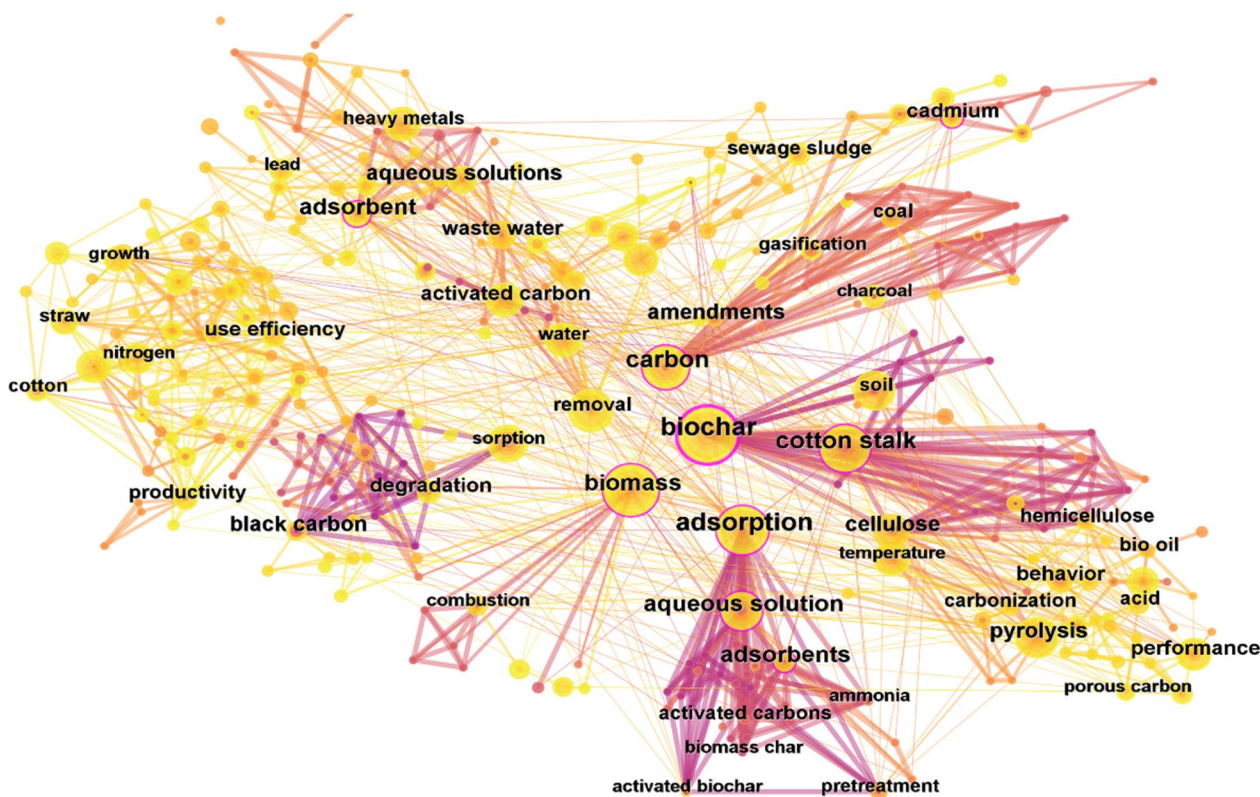 heavy metals
cadmium
sewage sludge
lead
aqueous solutions
adsorbent
coal
waste water
gasification
growth
activated carbon
charcoal
straw
use efficiency
amendments
water
nitrogen
carbon
cotton
soil
removal
biochar
sorption
cotton stalk
degradation
biomass
productivity
black carbon
adsorption
cellulose
hemicellulose
temperature
bio oil
behavior
combustion
aqueous solution
carbonization
acid
pyrolysis
performance
adsorbents
porous carbon
ammonia
activated carbons
biomass char
activated biochar
pretreatment